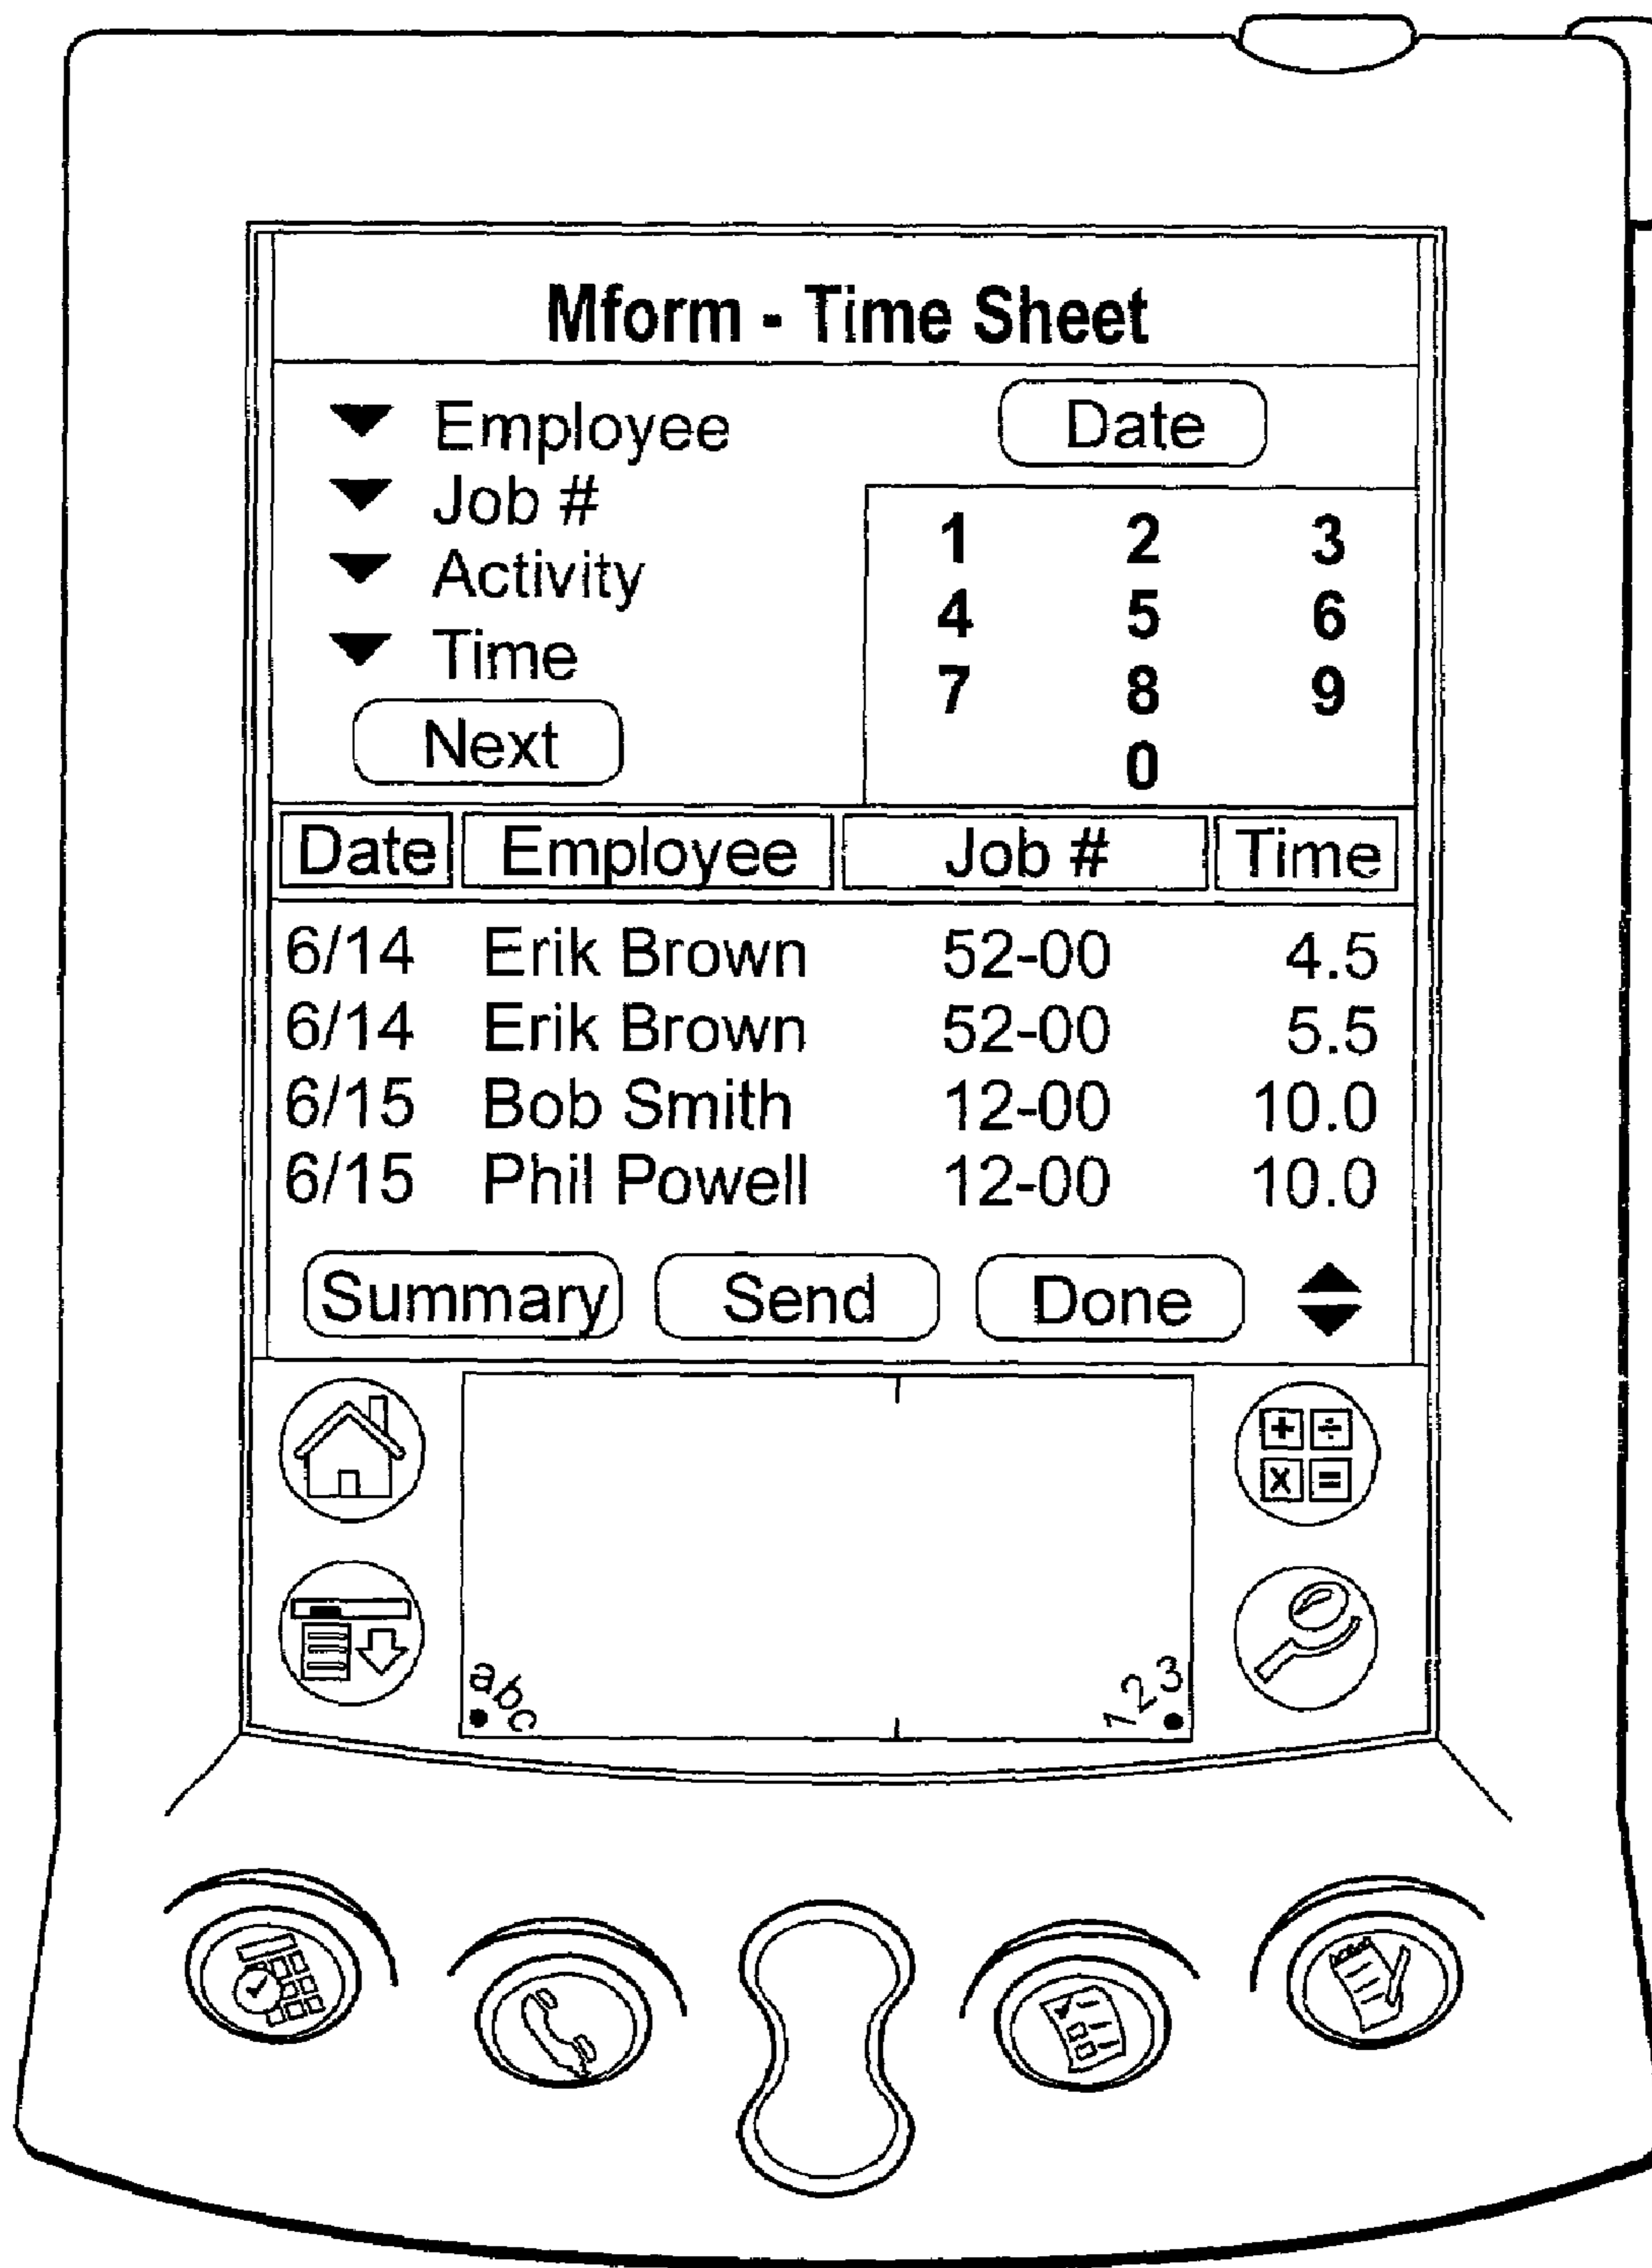 Mform - Time Sheet
Employee
Date
Job #
Activity
Time
Next
1 2 3
4 5 6
7 8 9
0
Date Employee Job # Time
6/14 Erik Brown 52-00 4.5
6/14 Erik Brown 52-00 5.5
6/15 Bob Smith 12-00 10.0
6/15 Phil Powell 12-00 10.0
Summary Send Done
+ ÷
x =
abc 123